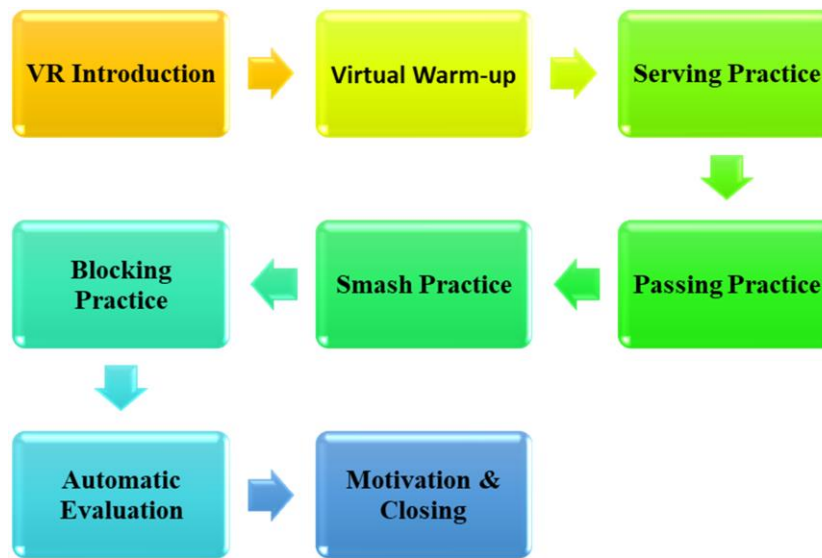 VR Introduction
Virtual Warm-up
Serving Practice
Passing Practice
Smash Practice
Blocking
Practice
Automatic
Evaluation
Motivation &
Closing